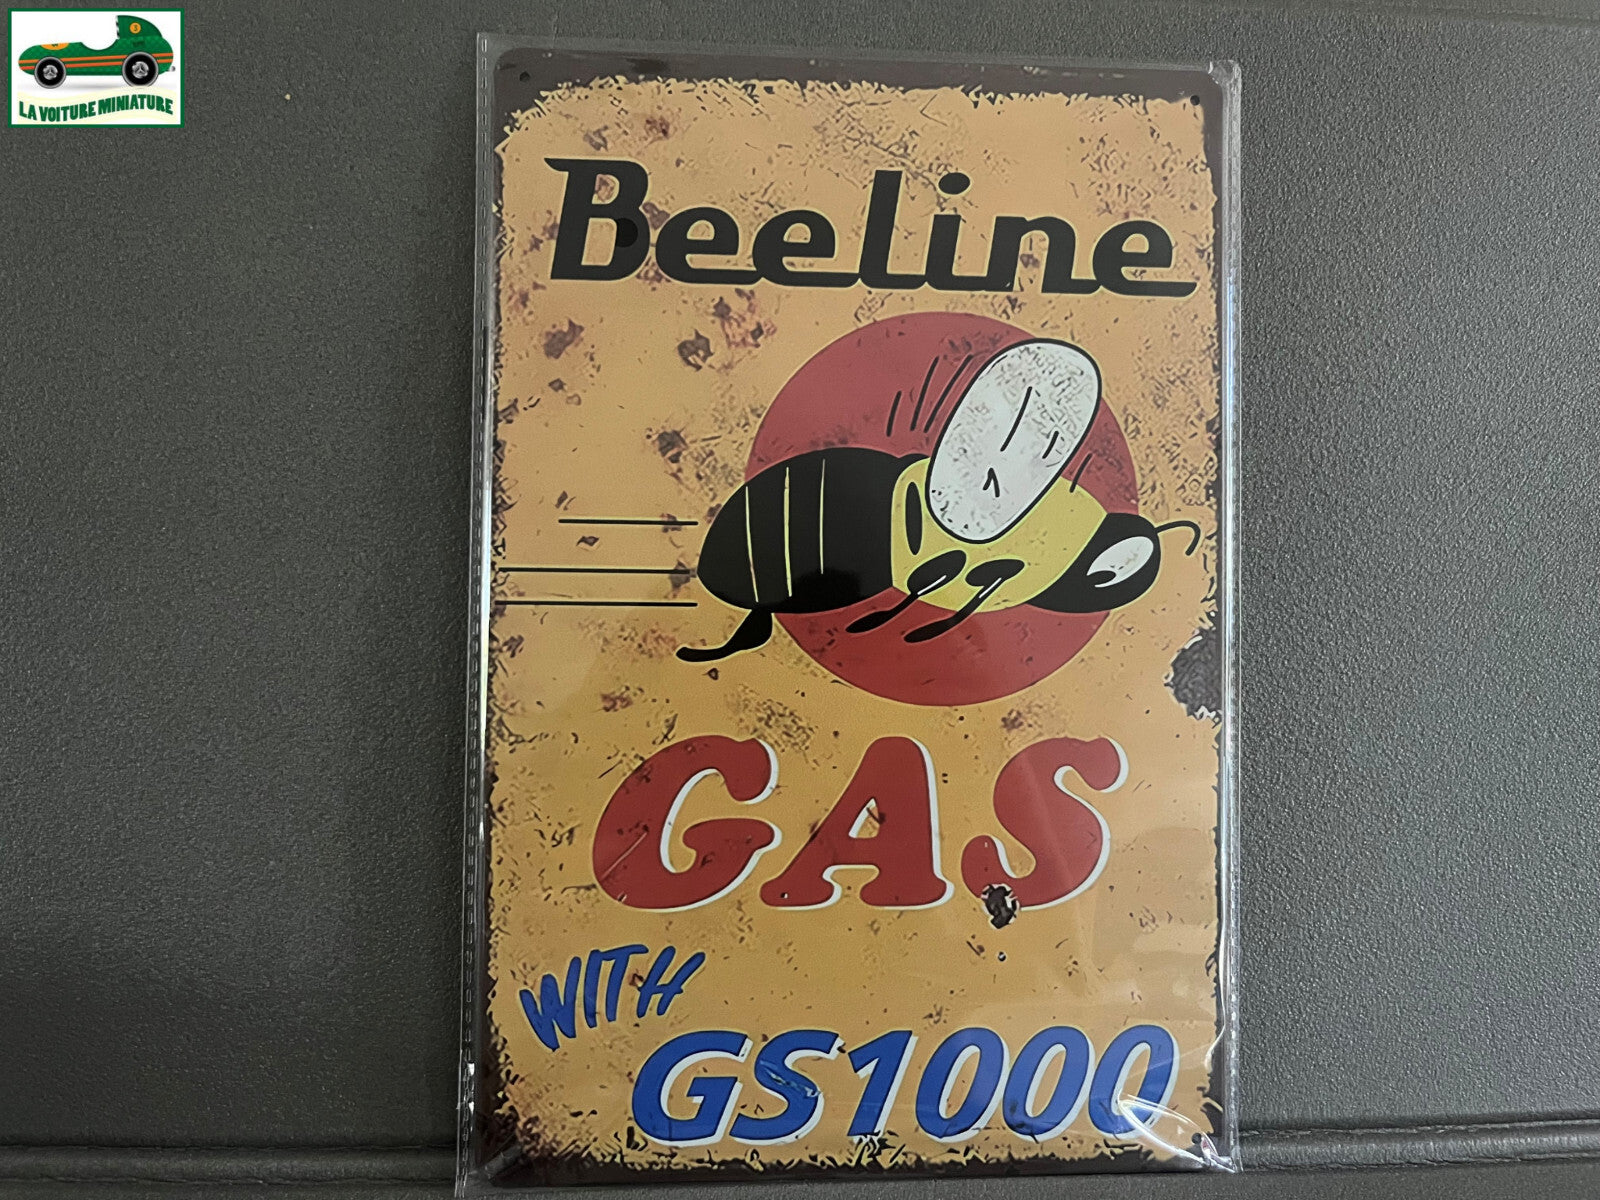 LA VOITURE MINIATURE
Beeline
GAS
WITH
GS1000